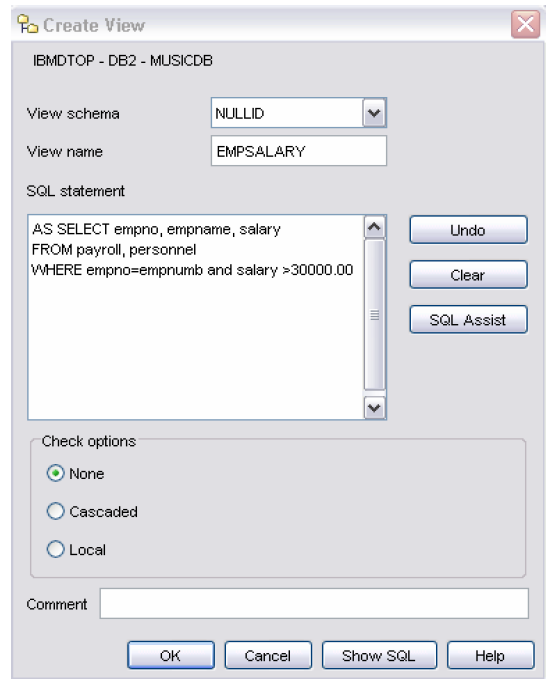 Create View
IBMDTOP - DB2 - MUSICDB
View schema NULLID
View name EMPSALARY
SQL statement
AS SELECT empno, empname, salary
FROM payroll, personnel
WHERE empno=empnumb and salary >30000.00
Undo
Clear
SQL Assist
Check options
None
Cascaded
Local
Comment
OK Cancel Show SQL Help